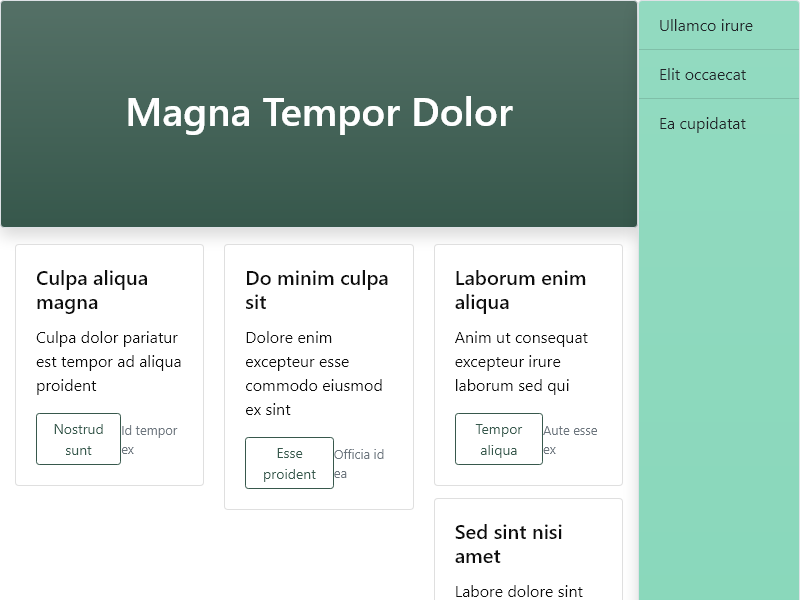 Magna Tempor Dolor
Culpa aliqua
magna
Culpa dolor pariatur
est tempor ad aliqua
proident
Nostrud
sunt
Id tempor
ex
Do minim culpa
sit
Dolore enim
excepteur esse
commodo eiusmod
ex sint
Esse
proident
Officia id
ea
Laborum enim
aliqua
Anim ut consequat
excepteur irure
laborum sed qui
Tempor
aliqua
Aute esse
ex
Sed sint nisi
amet
Labore dolore sint
Ullamco irure
Elit occaecat
Ea cupidatat